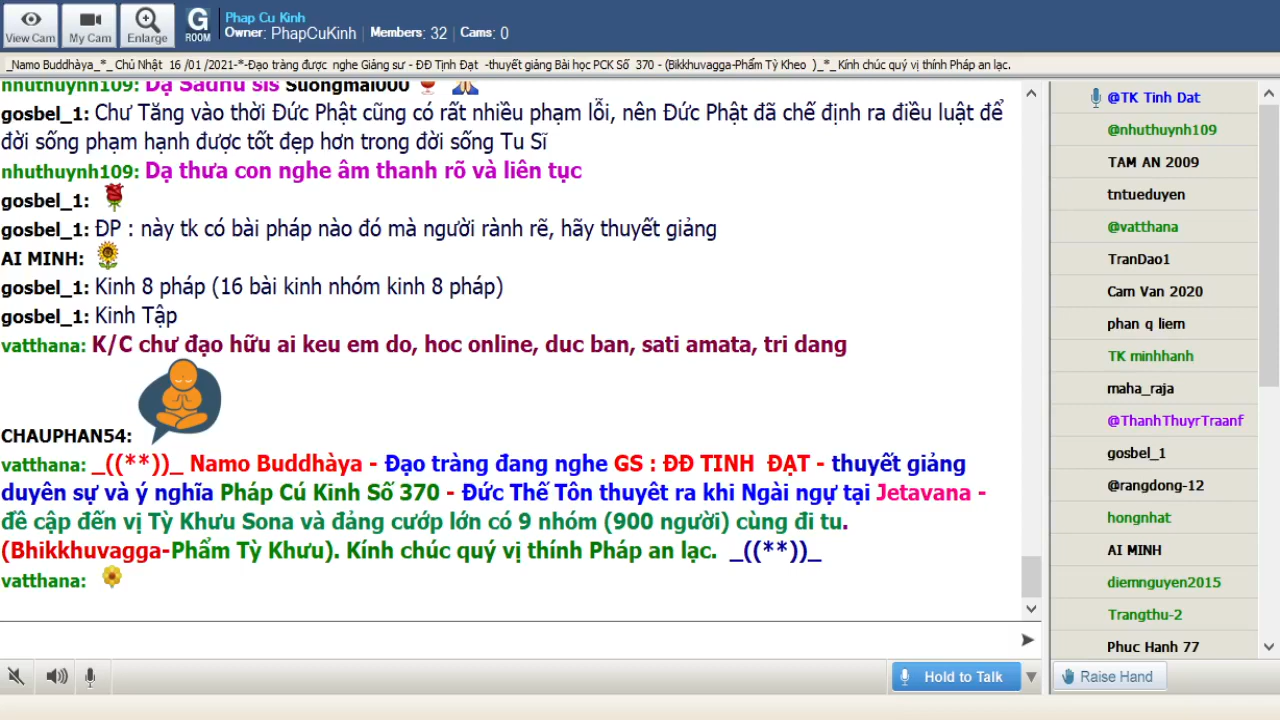 View Cam
My Cam
Enlarge
G ROOM
Phap Cu Kinh
Owner: PhapCuKinh | Members: 32 | Cams: 0
_Namo Buddhàya_*_ Chủ Nhật 16 /01 /2021-*-Đạo tràng được nghe Giảng sư - ĐĐ Tịnh Đạt -thuyết giảng Bài học PCK Số 370 - (Bikkhuvagga-Phẩm Tỳ Kheo )_*_ Kính chúc quý vị thính Pháp an lạc.
nhuthuynh109: Dạ Sadhu sis Suongmai000
gosbel_1: Chư Tăng vào thời Đức Phật cũng có rất nhiều phạm lỗi, nên Đức Phật đã chế định ra điều luật để
đời sống phạm hạnh được tốt đẹp hơn trong đời sống Tu Sĩ
nhuthuynh109: Dạ thưa con nghe âm thanh rõ và liên tục
gosbel_1:
gosbel_1: ĐP : này tk có bài pháp nào đó mà người rành rẽ, hãy thuyết giảng
AI MINH:
gosbel_1: Kinh 8 pháp (16 bài kinh nhóm kinh 8 pháp)
gosbel_1: Kinh Tập
vatthana: K/C chư đạo hữu ai keu em do, hoc online, duc ban, sati amata, tri dang
CHAUPHAN54:
vatthana: _((**))_ Namo Buddhàya - Đạo tràng đang nghe GS : ĐĐ TINH ĐẠT - thuyết giảng
duyên sự và ý nghĩa Pháp Cú Kinh Số 370 - Đức Thế Tôn thuyêt ra khi Ngài ngự tại Jetavana -
đề cập đến vị Tỳ Khưu Sona và đảng cướp lớn có 9 nhóm (900 người) cùng đi tu.
(Bhikkhuvagga-Phẩm Tỳ Khưu). Kính chúc quý vị thính Pháp an lạc. _((**))_
vatthana:
Hold to Talk
@TK Tinh Dat
@nhuthuynh109
TAM AN 2009
tntueduyen
@vatthana
TranDao1
Cam Van 2020
phan q liem
TK minhhanh
maha_raja
@ThanhThuyrTraanf
gosbel_1
@rangdong-12
hongnhat
AI MINH
diemnguyen2015
Trangthu-2
Phuc Hanh 77
Raise Hand